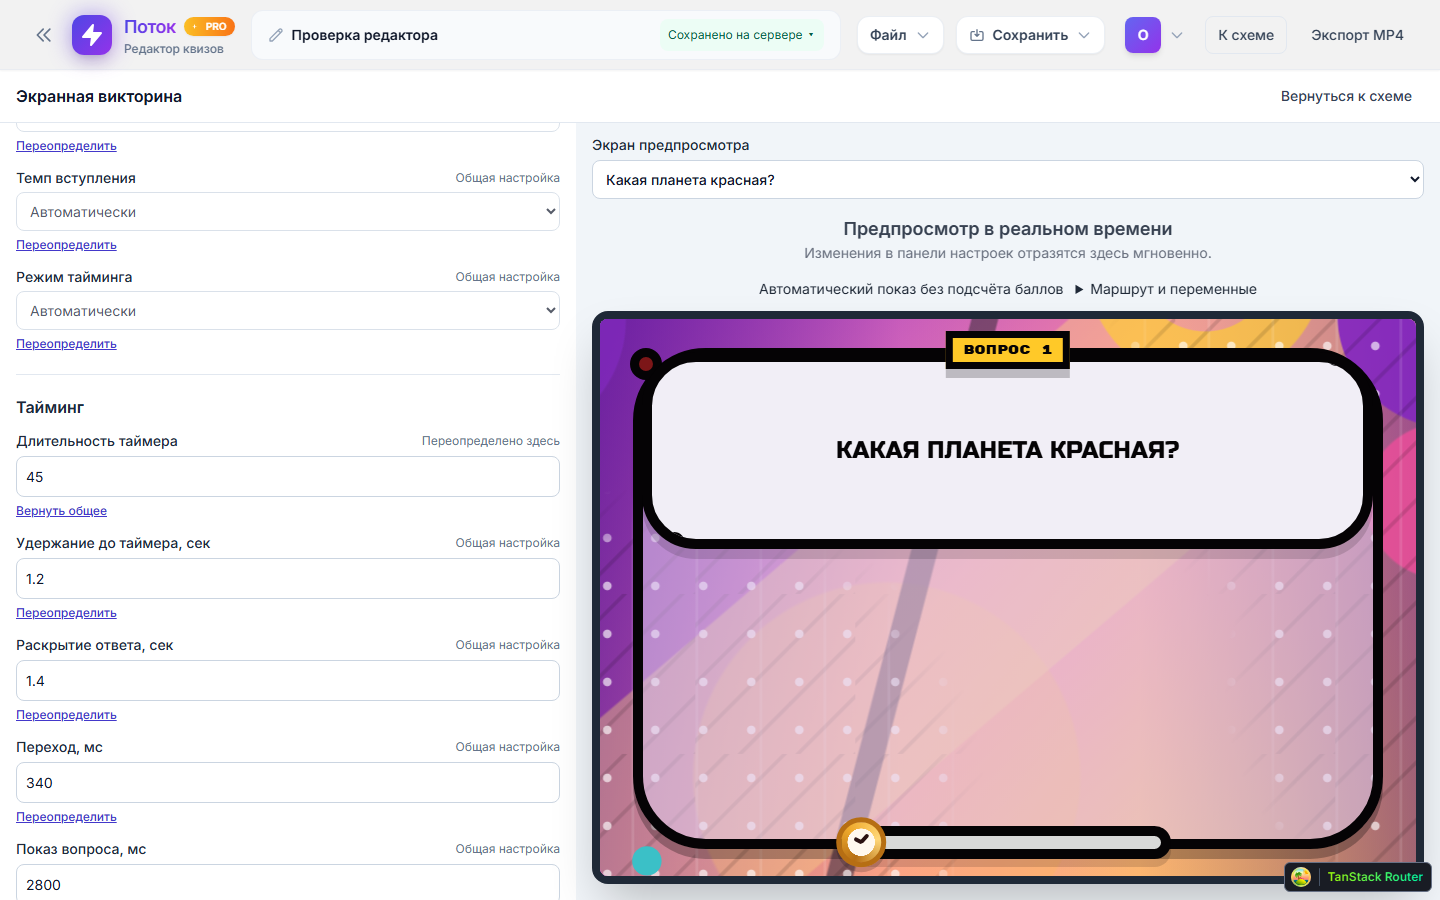 Поток
PRO
Редактор квизов
Проверка редактора
Сохранено на сервере
Файл
Сохранить
О
К схеме
Экспорт MP4
Экранная викторина
Вернуться к схеме
Переопределить
Темп вступления
Общая настройка
Автоматически
Переопределить
Режим тайминга
Общая настройка
Автоматически
Переопределить
Тайминг
Длительность таймера
Переопределено здесь
45
Вернуть общее
Удержание до таймера, сек
Общая настройка
1.2
Переопределить
Раскрытие ответа, сек
Общая настройка
1.4
Переопределить
Переход, мс
Общая настройка
340
Переопределить
Показ вопроса, мс
Общая настройка
2800
Экран предпросмотра
Какая планета красная?
Предпросмотр в реальном времени
Изменения в панели настроек отразятся здесь мгновенно.
Автоматический показ без подсчёта баллов
Маршрут и переменные
ВОПРОС 1
КАКАЯ ПЛАНЕТА КРАСНАЯ?
TanStack Router